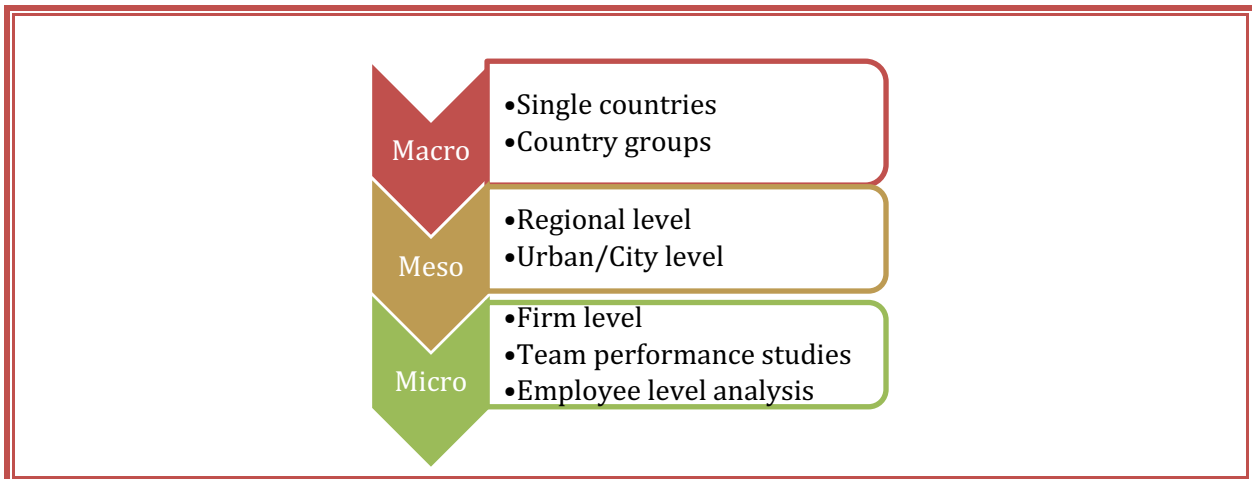 Macro
•Single countries
•Country groups
Meso
•Regional level
•Urban/City level
Micro
•Firm level
•Team performance studies
•Employee level analysis